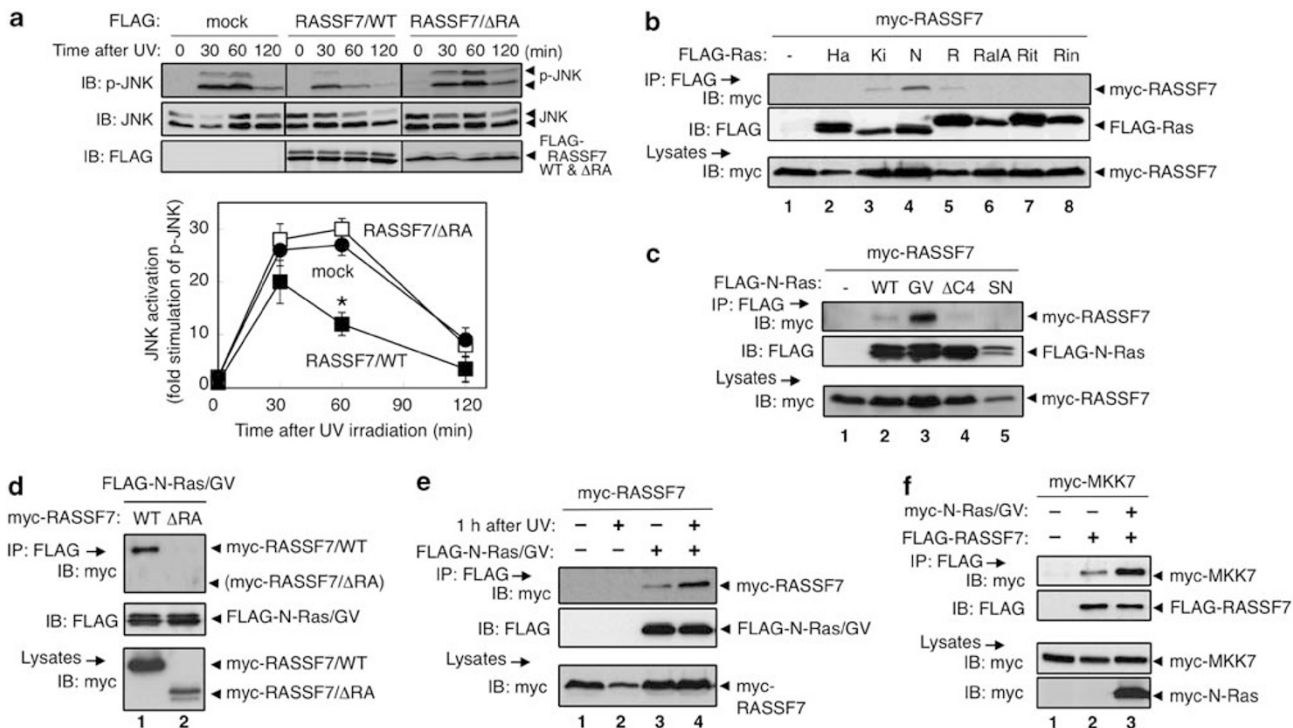 a
FLAG: mock RASSF7/WT RASSF7/ΔRA
Time after UV: 0 30 60 120 0 30 60 120 0 30 60 120 (min)
IB: p-JNK p-JNK
IB: JNK JNK
IB: FLAG FLAG-RASSF7 WT & ΔRA
JNK activation
(fold stimulation of p-JNK)
30
20
10
0
RASSF7/ΔRA
mock
*
RASSF7/WT
0 30 60 90 120
Time after UV irradiation (min)
b
myc-RASSF7
FLAG-Ras: - Ha Ki N R RalA Rit Rin
IP: FLAG →
IB: myc myc-RASSF7
IB: FLAG FLAG-Ras
Lysates →
IB: myc myc-RASSF7
1 2 3 4 5 6 7 8
c
myc-RASSF7
FLAG-N-Ras: - WT GV ΔC4 SN
IP: FLAG →
IB: myc myc-RASSF7
IB: FLAG FLAG-N-Ras
Lysates →
IB: myc myc-RASSF7
1 2 3 4 5
d
FLAG-N-Ras/GV
myc-RASSF7: WT ΔRA
IP: FLAG → myc-RASSF7/WT
IB: myc
(myc-RASSF7/ΔRA)
IB: FLAG FLAG-N-Ras/GV
Lysates → myc-RASSF7/WT
IB: myc myc-RASSF7/ΔRA
1 2
e
myc-RASSF7
1 h after UV: – + – +
FLAG-N-Ras/GV: – – + +
IP: FLAG →
IB: myc myc-RASSF7
IB: FLAG FLAG-N-Ras/GV
Lysates →
IB: myc myc-
RASSF7
1 2 3 4
f
myc-MKK7
myc-N-Ras/GV: – – +
FLAG-RASSF7: – + +
IP: FLAG →
IB: myc myc-MKK7
IB: FLAG FLAG-RASSF7
Lysates →
IB: myc myc-MKK7
IB: myc myc-N-Ras
1 2 3